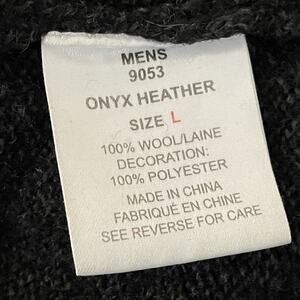 MENS
9053
ONYX HEATHER
SIZE L
100% WOOL/LAINE
DECORATION:
100% POLYESTER
MADE IN CHINA
FABRIQUÉ EN CHINE
SEE REVERSE FOR CARE